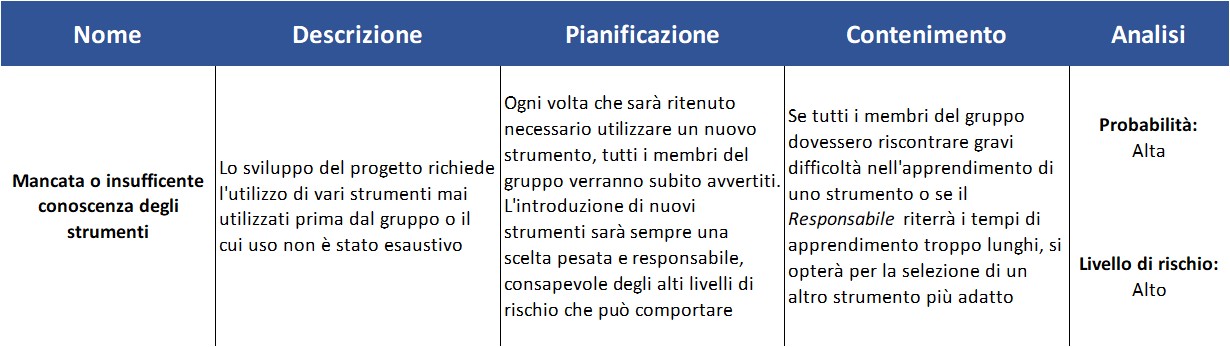 Nome Descrizione Pianificazione Contenimento Analisi
Mancata o insufficente
conoscenza degli
strumenti
Lo sviluppo del progetto richiede
l'utilizzo di vari strumenti mai
utilizzati prima dal gruppo o il
cui uso non è stato esaustivo
Ogni volta che sarà ritenuto
necessario utilizzare un nuovo
strumento, tutti i membri del
gruppo verranno subito avvertiti.
L'introduzione di nuovi
strumenti sarà sempre una
scelta pesata e responsabile,
consapevole degli alti livelli di
rischio che può comportare
Se tutti i membri del gruppo
dovessero riscontrare gravi
difficoltà nell'apprendimento di
uno strumento o se il
Responsabile riterrà i tempi di
apprendimento troppo lunghi, si
opterà per la selezione di un
altro strumento più adatto
Probabilità:
Alta
Livello di rischio:
Alto